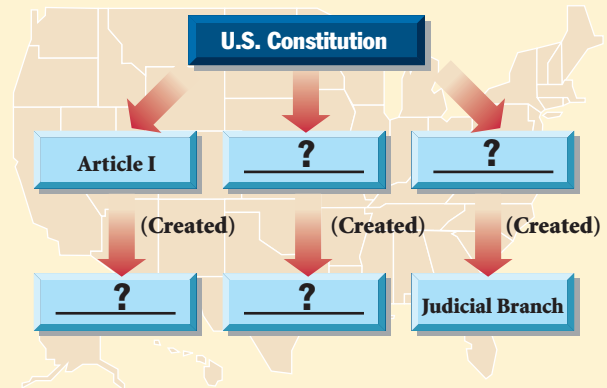 U.S. Constitution
Article I
?
?
(Created)
(Created)
(Created)
?
?
Judicial Branch